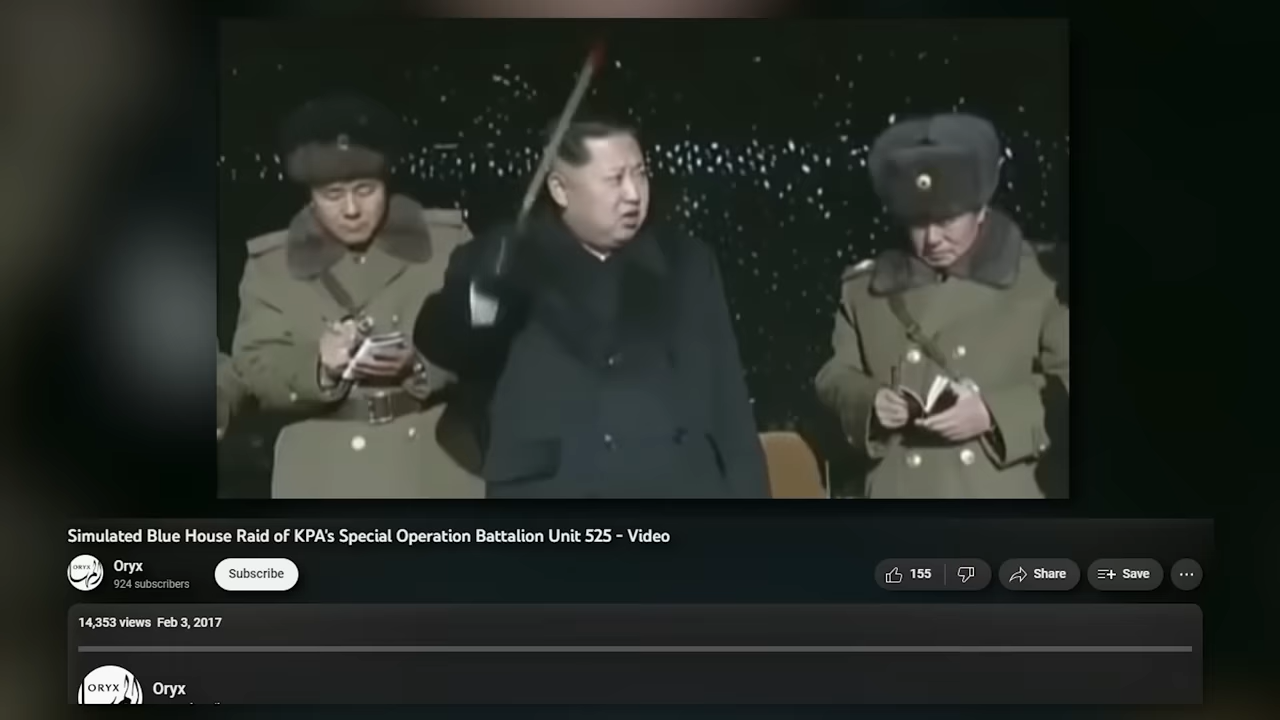 Simulated Blue House Raid of KPA's Special Operation Battalion Unit 525 - Video
ORYX
Oryx
924 subscribers
Subscribe
155
Share
Save
14,353 views Feb 3, 2017
ORYX
Oryx